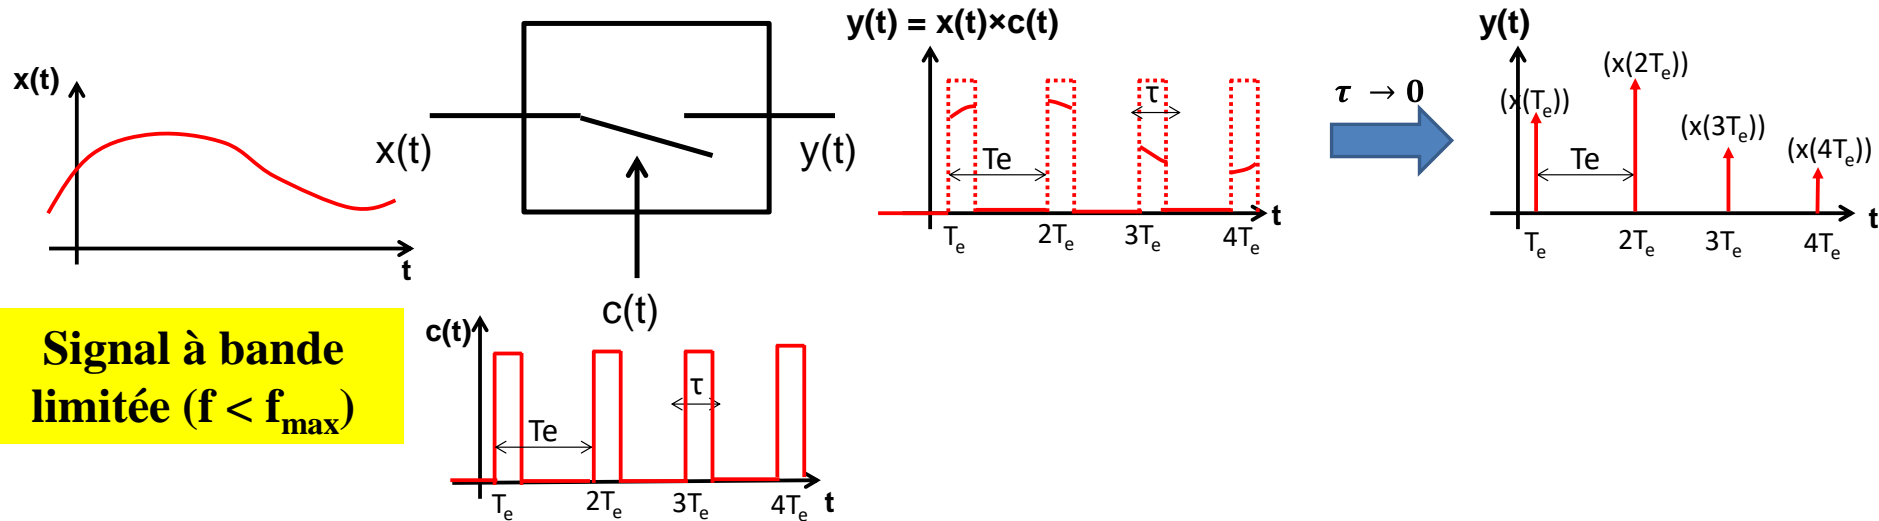 x(t)
t
Signal à bande
limitée (f < fmax)
x(t)
y(t)
c(t)
c(t)
τ
Te
Te
2Te
3Te
4Te
t
y(t) = x(t)×c(t)
τ
Te
t
Te
2Te
3Te
4Te
τ → 0
y(t)
(x(Te))
(x(2Te))
(x(3Te))
(x(4Te))
Te
t
Te
2Te
3Te
4Te